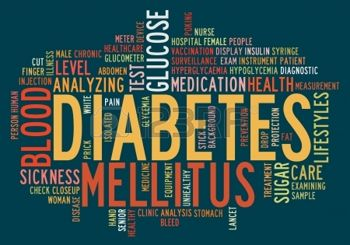 POKING
NURSE
METER
DEVICE
HOSPITAL FEMALE PEOPLE
GLUCOSE
VACCINATION DISPLAY INSULIN SYRINGE
CUT
ILLNESS
MALE CHRONIC
HEALTHCARE
SURVEILLANCE EXAM INSTRUMENT PATIENT
FINGER
LEVEL
GLUCOMETER
ABDOMEN
TEST
HYPERGLYCAEMIA HYPOGLYCEMIA DIAGNOSTIC
INJECTION
ANALYZING
MEDICATION
HEALTH
MEASUREMENT
PERSON HUMAN
BLOOD
WHITE
PAIN
ISOLATED
GLYCEMIA
STICK
BACKGROUND
PREVENTION
DROP
PROTECTION
FAT
LIFESTYLES
DIABETES
PRICK
SICKNESS
MELLITUS
MEDICINE
EQUIPMENT
UNHEALTHY
TREATMENT
SUGAR
CARE
CHECK CLOSEUP
EXAMINING
WOMAN
DISEASE
SAMPLE
HAND
SENIOR
HEALTHY
CLINIC ANALYSIS STOMACH
BLEED
LANCET